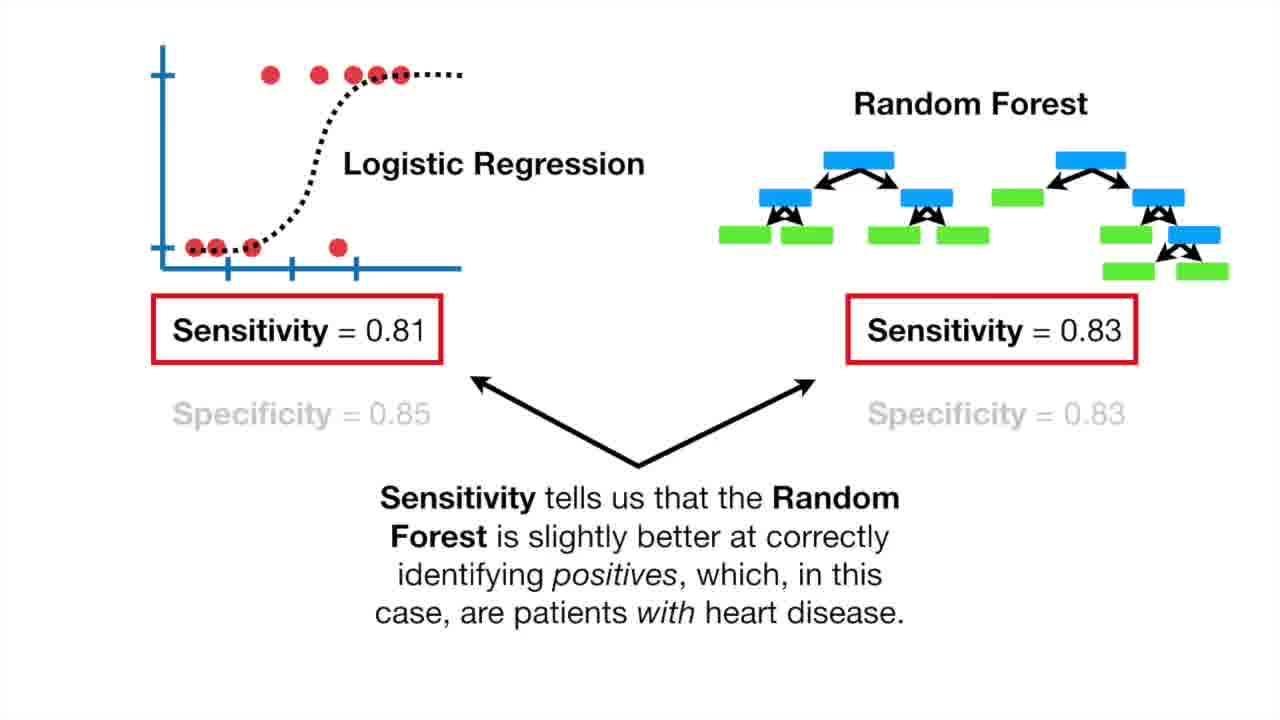 Random Forest
Logistic Regression
Sensitivity = 0.81
Sensitivity = 0.83
Specificity = 0.85
Specificity = 0.83
Sensitivity tells us that the Random
Forest is slightly better at correctly
identifying positives, which, in this
case, are patients with heart disease.